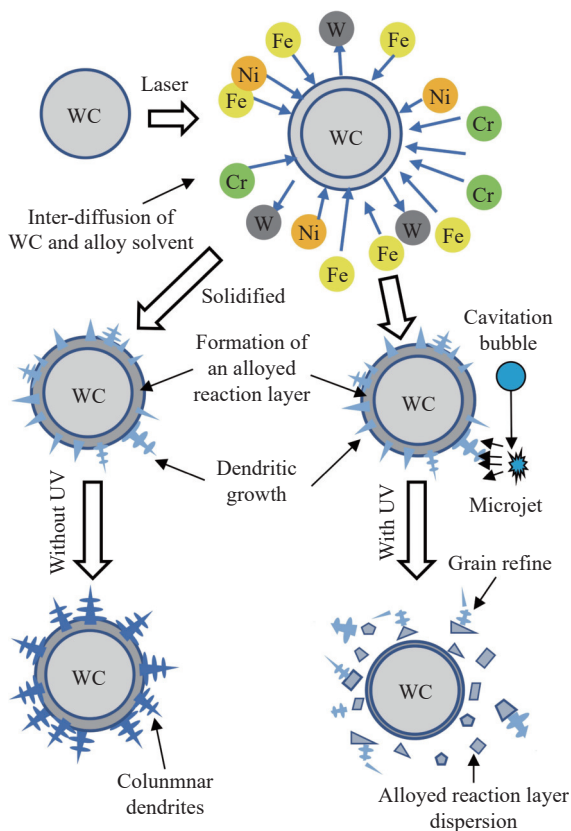 Fe
W
Fe
Laser
Ni
Fe
Ni
WC
WC
Cr
Cr
Cr
Inter-diffusion of
WC and alloy solvent
W
Ni
W
Fe
Fe
Fe
Solidified
Cavitation
bubble
Formation of
an alloyed
reaction layer
WC
WC
Dendritic
growth
Microjet
Without UV
With UV
Grain refine
WC
WC
Colunmnar
dendrites
Alloyed reaction layer
dispersion